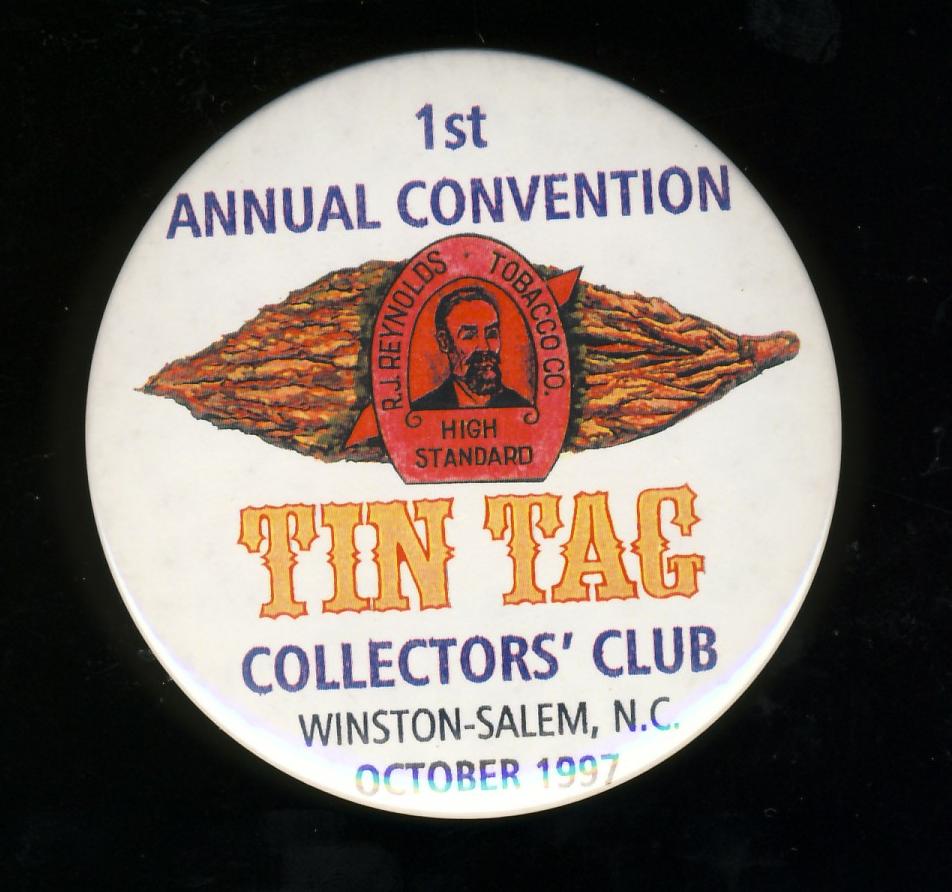 1st
ANNUAL CONVENTION
R.J. REYNOLDS · TOBACCO CO.
HIGH
STANDARD
TIN TAG
COLLECTORS' CLUB
WINSTON-SALEM, N.C.
OCTOBER 1997